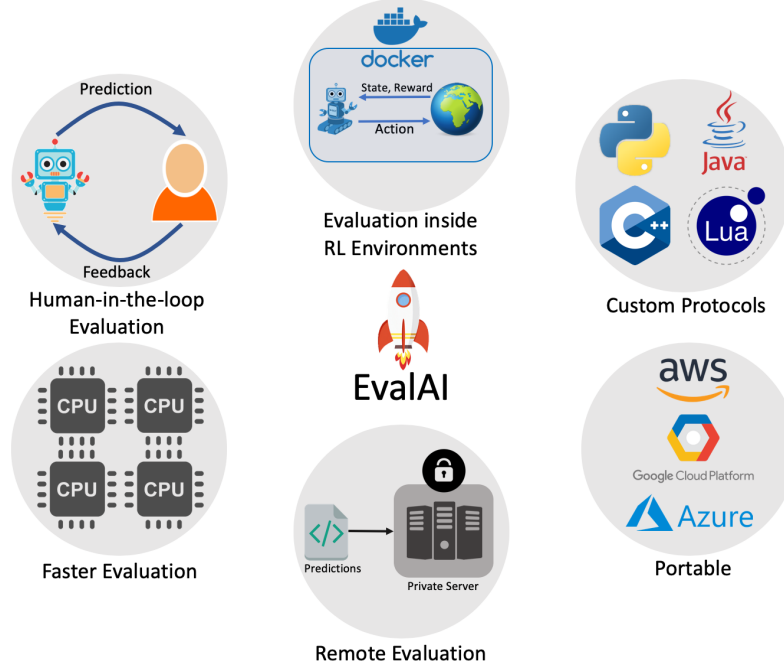 Prediction
Feedback
Human-in-the-loop
Evaluation
docker
State, Reward
Action
Evaluation inside
RL Environments
Java
C++
Lua
Custom Protocols
EvalAI
CPU CPU
CPU CPU
Faster Evaluation
Predictions
Private Server
Remote Evaluation
aws
Google Cloud Platform
Azure
Portable